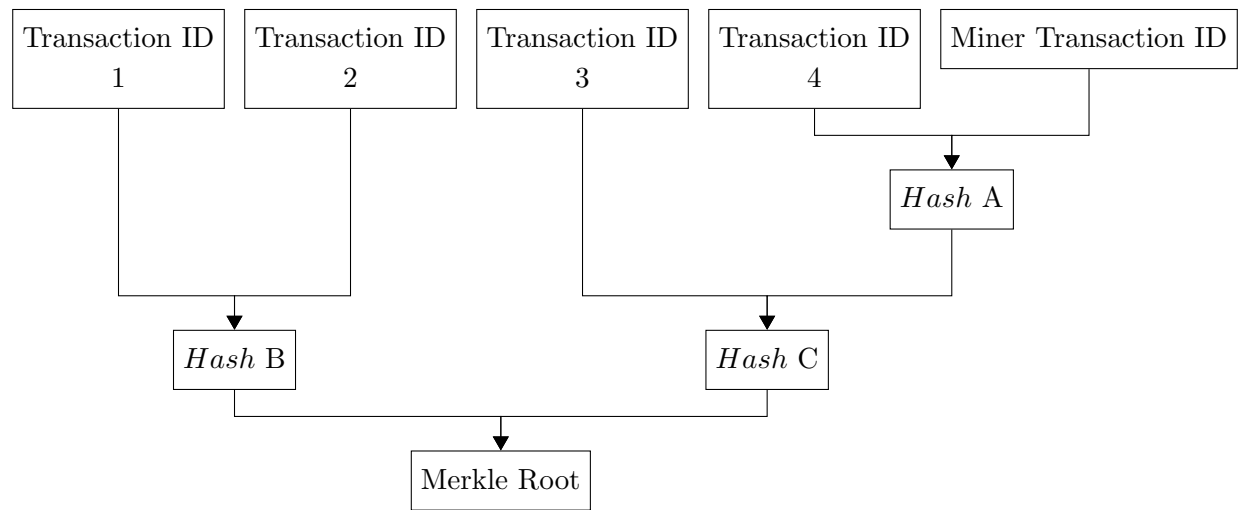 Transaction ID
1
Transaction ID
2
Transaction ID
3
Transaction ID
4
Miner Transaction ID
Hash A
Hash B
Hash C
Merkle Root